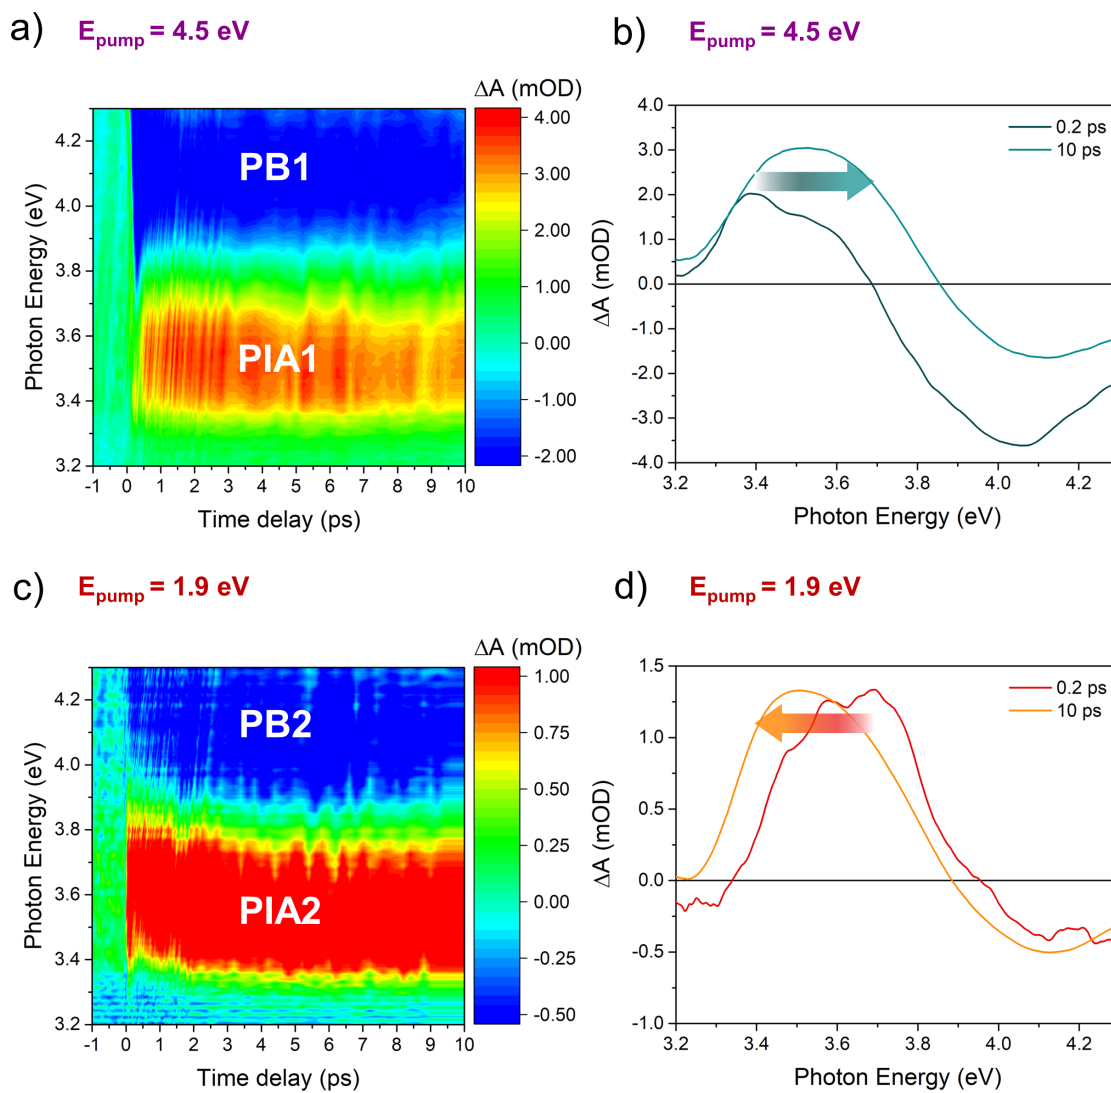 a) E_pump = 4.5 eV
ΔA (mOD)
4.00
3.00
2.00
1.00
0.00
-1.00
-2.00
PB1
PIA1
Photon Energy (eV)
4.2
4.0
3.8
3.6
3.4
3.2
-1 0 1 2 3 4 5 6 7 8 9 10
Time delay (ps)
b) E_pump = 4.5 eV
0.2 ps
10 ps
ΔA (mOD)
4.0
3.0
2.0
1.0
0.0
-1.0
-2.0
-3.0
-4.0
3.2 3.4 3.6 3.8 4.0 4.2
Photon Energy (eV)
c) E_pump = 1.9 eV
ΔA (mOD)
1.00
0.75
0.50
0.25
0.00
-0.25
-0.50
PB2
PIA2
Photon Energy (eV)
4.2
4.0
3.8
3.6
3.4
3.2
-1 0 1 2 3 4 5 6 7 8 9 10
Time delay (ps)
d) E_pump = 1.9 eV
0.2 ps
10 ps
ΔA (mOD)
1.5
1.0
0.5
0.0
-0.5
-1.0
3.2 3.4 3.6 3.8 4.0 4.2
Photon Energy (eV)